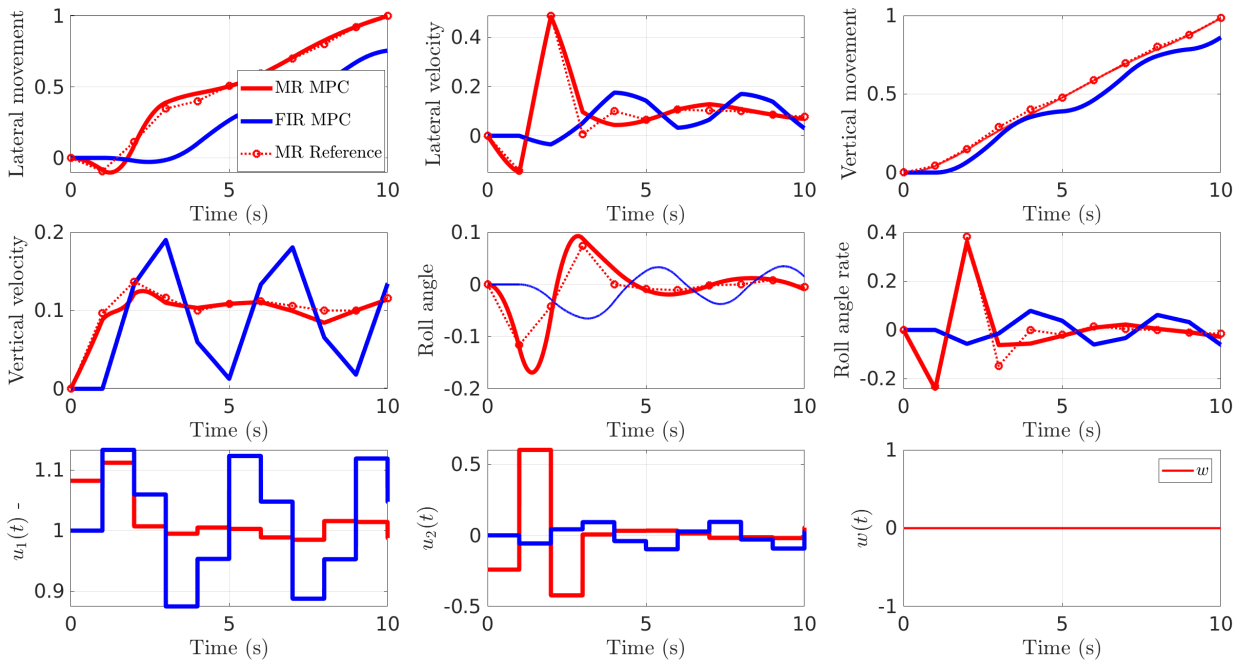 1
0.5
0
Lateral movement
MR MPC
FIR MPC
MR Reference
0 5 10
Time (s)
0.4
0.2
0
Lateral velocity
0 5 10
Time (s)
1
0.5
0
Vertical movement
0 5 10
Time (s)
0.2
0.1
0
Vertical velocity
0 5 10
Time (s)
0.1
0
-0.1
-0.2
Roll angle
0 5 10
Time (s)
0.4
0.2
0
-0.2
Roll angle rate
0 5 10
Time (s)
1.1
1
0.9
u₁(t) -
0 5 10
Time (s)
0.5
0
-0.5
u₂(t)
0 5 10
Time (s)
1
0
-1
w(t)
w
0 5 10
Time (s)